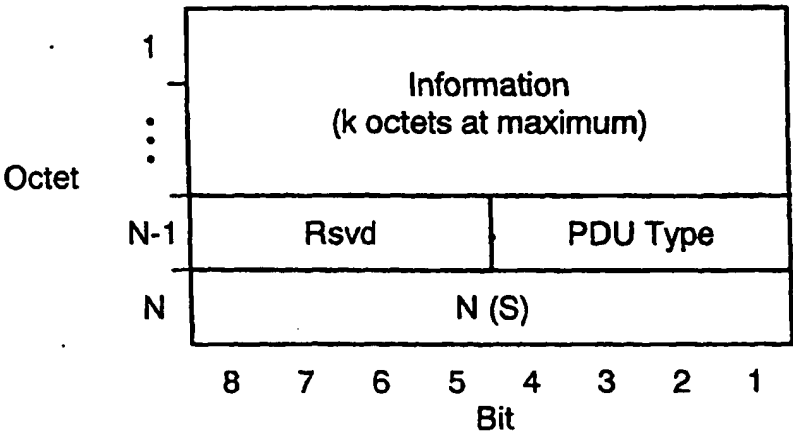 1
Information
(k octets at maximum)
Octet
N-1 Rsvd PDU Type
N N (S)
8 7 6 5 4 3 2 1
Bit